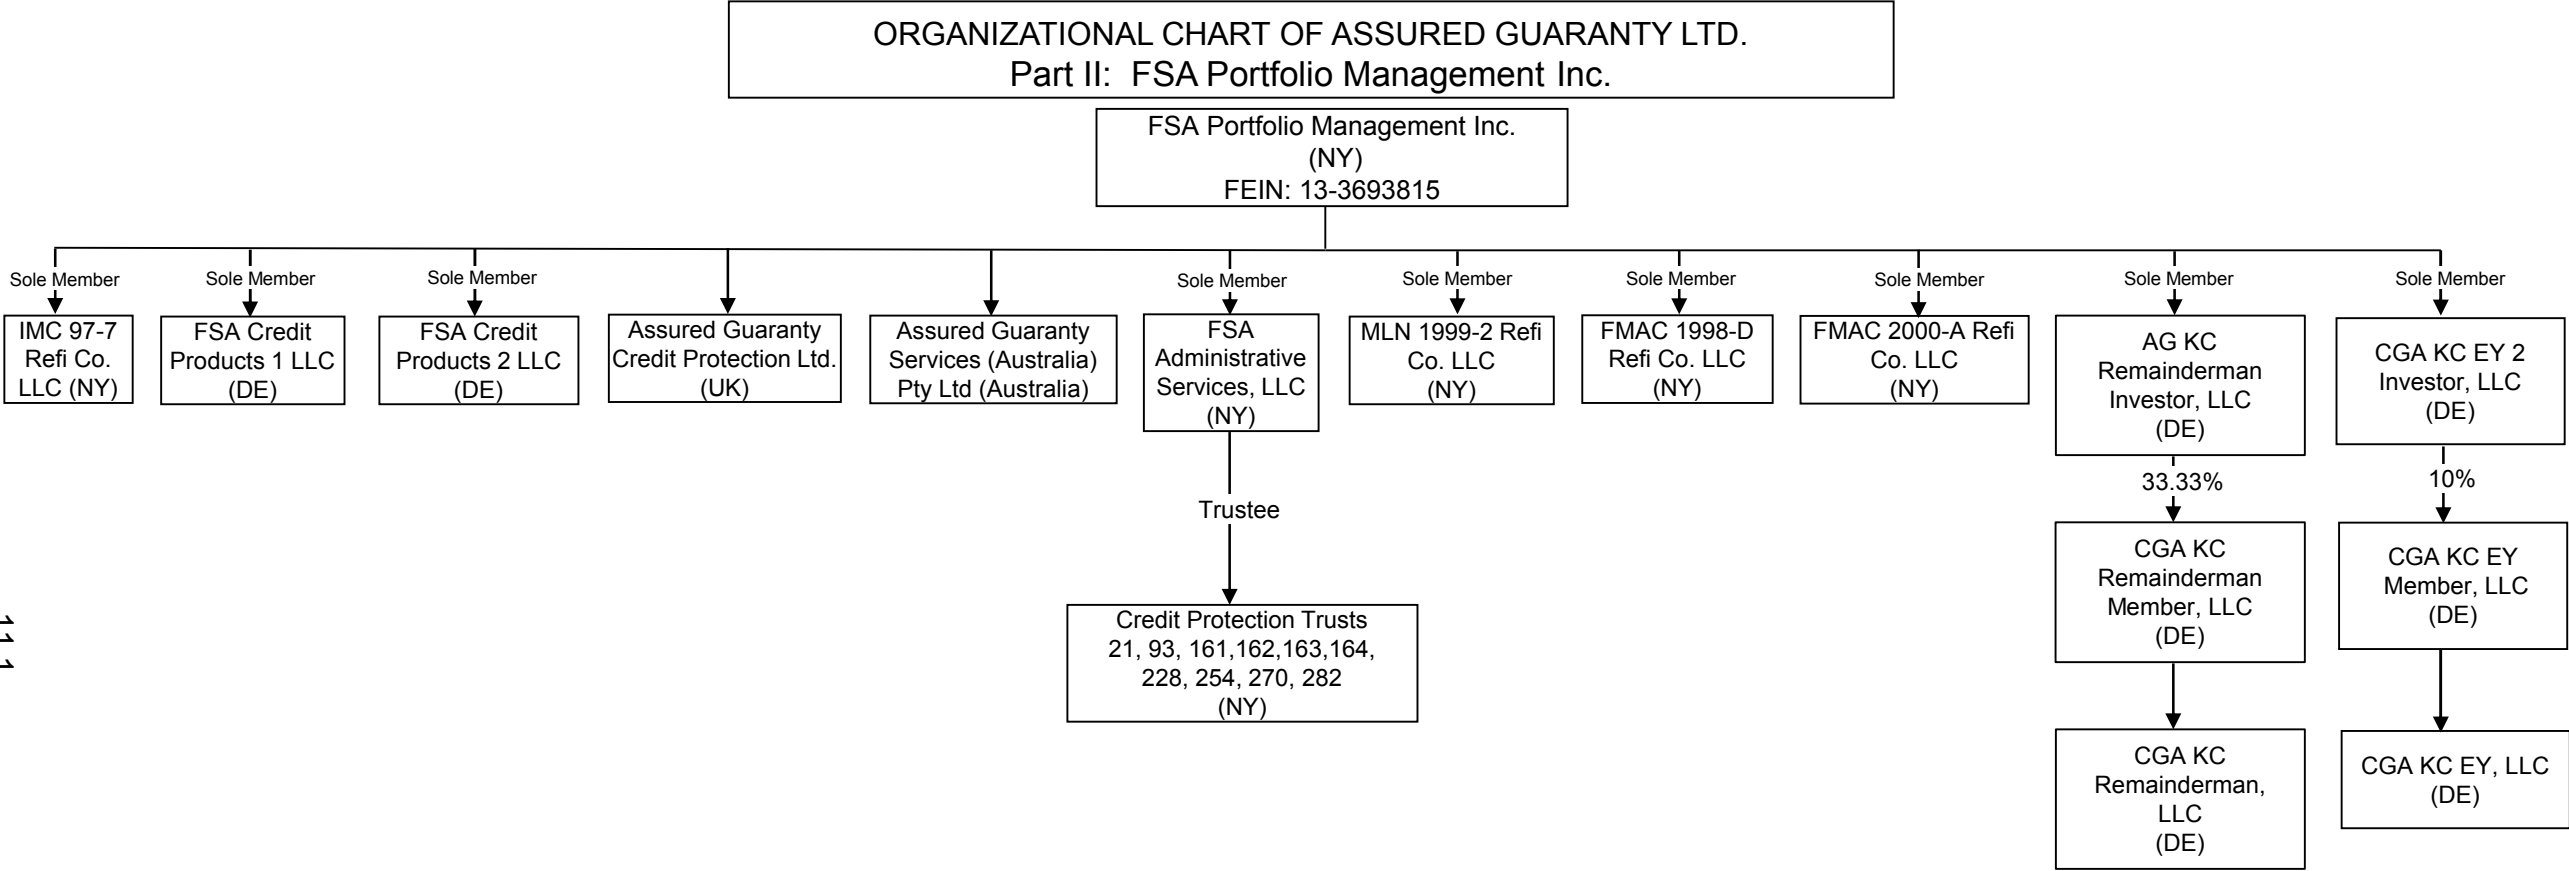 ORGANIZATIONAL CHART OF ASSURED GUARANTY LTD.
Part II: FSA Portfolio Management Inc.
FSA Portfolio Management Inc.
(NY)
FEIN: 13-3693815
Sole Member
IMC 97-7
Refi Co.
LLC (NY)
Sole Member
FSA Credit
Products 1 LLC
(DE)
Sole Member
FSA Credit
Products 2 LLC
(DE)
Assured Guaranty
Credit Protection Ltd.
(UK)
Assured Guaranty
Services (Australia)
Pty Ltd (Australia)
Sole Member
FSA
Administrative
Services, LLC
(NY)
Trustee
Credit Protection Trusts
21, 93, 161,162,163,164,
228, 254, 270, 282
(NY)
Sole Member
MLN 1999-2 Refi
Co. LLC
(NY)
Sole Member
FMAC 1998-D
Refi Co. LLC
(NY)
Sole Member
FMAC 2000-A Refi
Co. LLC
(NY)
Sole Member
AG KC
Remainderman
Investor, LLC
(DE)
33.33%
CGA KC
Remainderman
Member, LLC
(DE)
CGA KC
Remainderman,
LLC
(DE)
Sole Member
CGA KC EY 2
Investor, LLC
(DE)
10%
CGA KC EY
Member, LLC
(DE)
CGA KC EY, LLC
(DE)